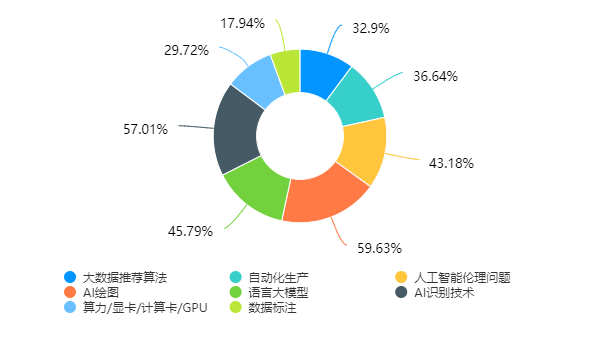 17.94%
32.9%
29.72%
36.64%
57.01%
43.18%
45.79%
59.63%
大数据推荐算法
自动化生产
人工智能伦理问题
AI绘图
语言大模型
AI识别技术
算力/显卡/计算卡/GPU
数据标注